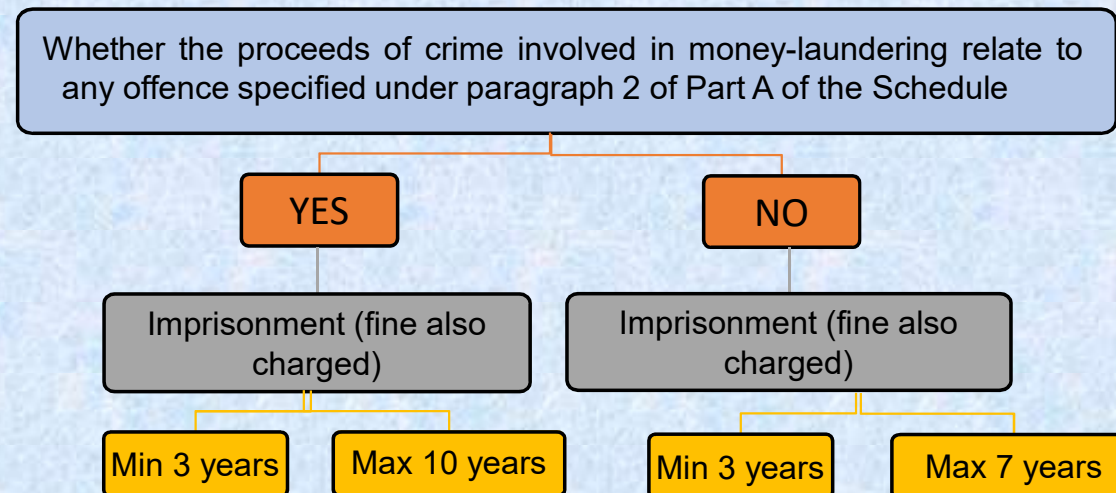 Whether the proceeds of crime involved in money-laundering relate to
any offence specified under paragraph 2 of Part A of the Schedule
YES
NO
Imprisonment (fine also
charged)
Imprisonment (fine also
charged)
Min 3 years
Max 10 years
Min 3 years
Max 7 years